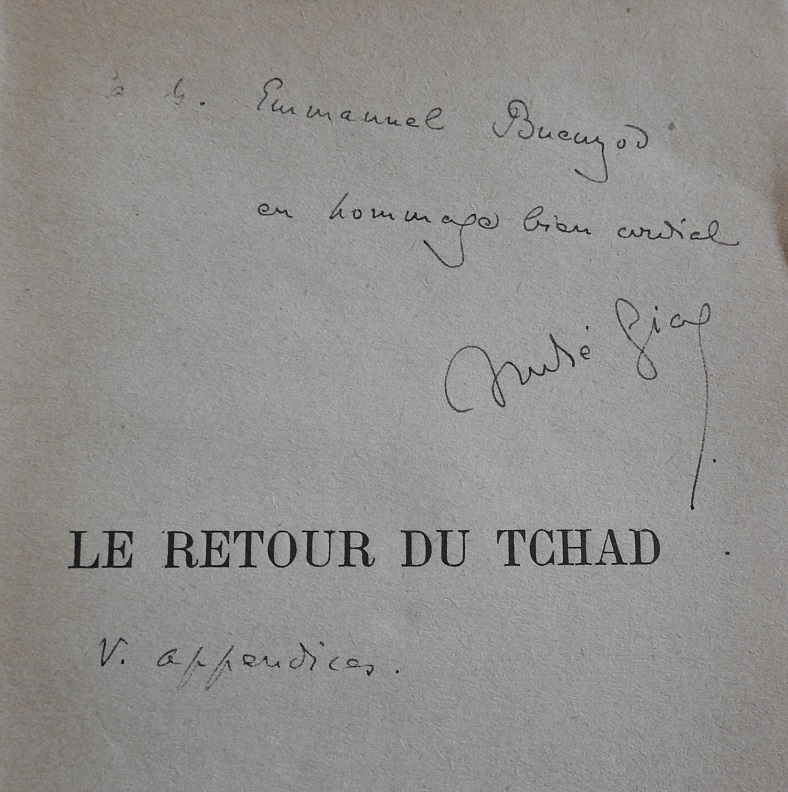 à M. Emmanuel Buenzod
en hommage bien cordial
André Gide
LE RETOUR DU TCHAD
V. appendices.